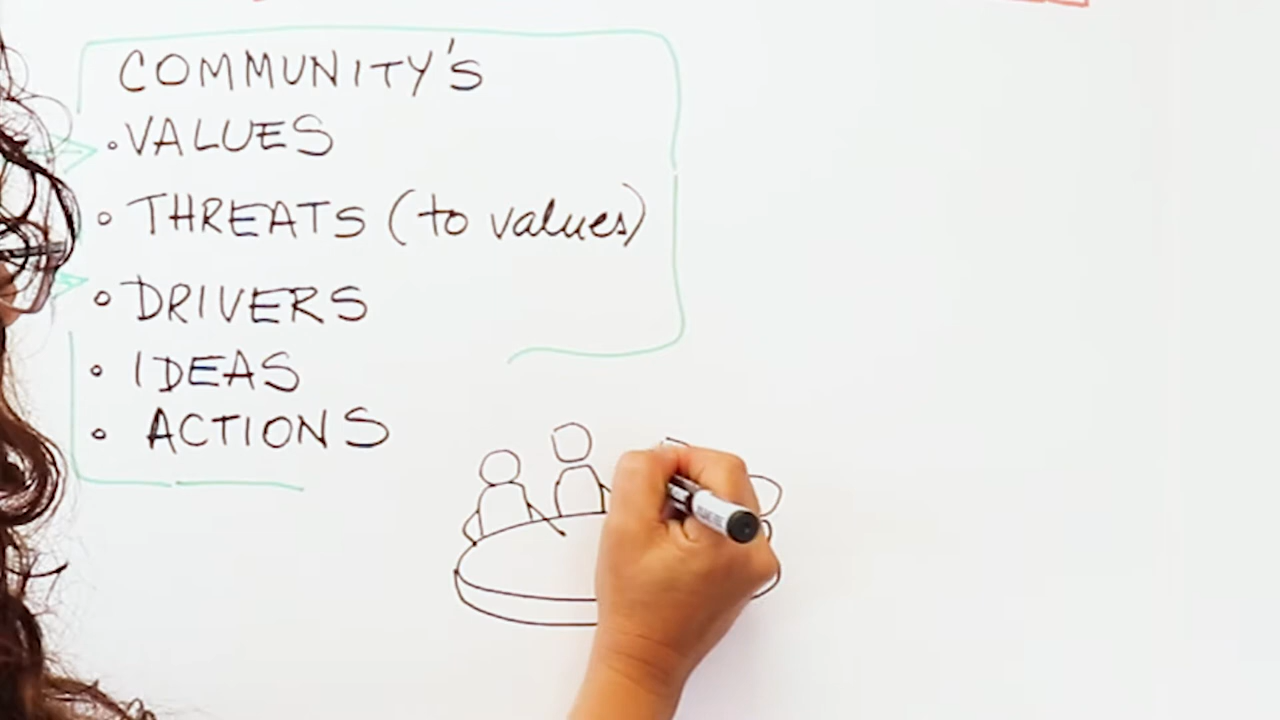 COMMUNITY'S
VALUES
THREATS (to values)
DRIVERS
IDEAS
ACTIONS